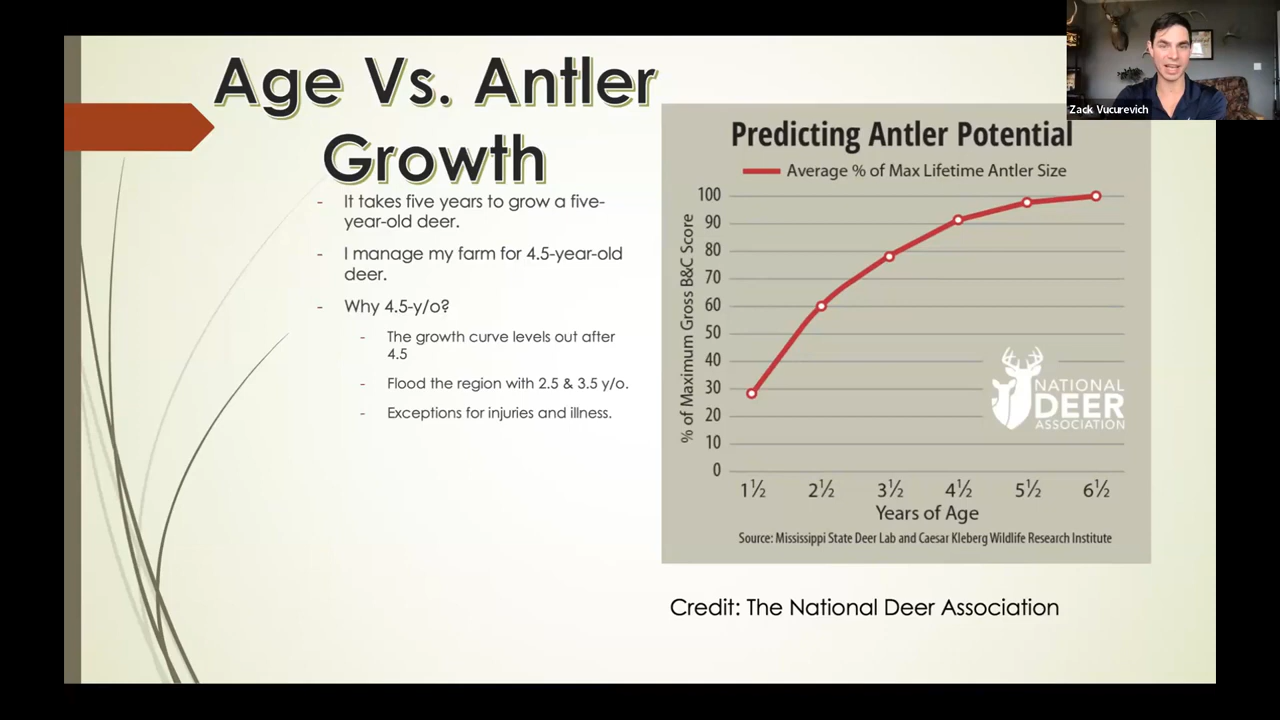 Zack Vucurevich
Age Vs. Antler
Growth
- It takes five years to grow a five-
year-old deer.
- I manage my farm for 4.5-year-old
deer.
- Why 4.5-y/o?
- The growth curve levels out after
4.5
- Flood the region with 2.5 & 3.5 y/o.
- Exceptions for injuries and illness.
Predicting Antler Potential
Average % of Max Lifetime Antler Size
% of Maximum Gross B&C Score
100
90
80
70
60
50
40
30
20
10
0
1½ 2½ 3½ 4½ 5½ 6½
Years of Age
NATIONAL
DEER
ASSOCIATION
Source: Mississippi State Deer Lab and Caesar Kleberg Wildlife Research Institute
Credit: The National Deer Association